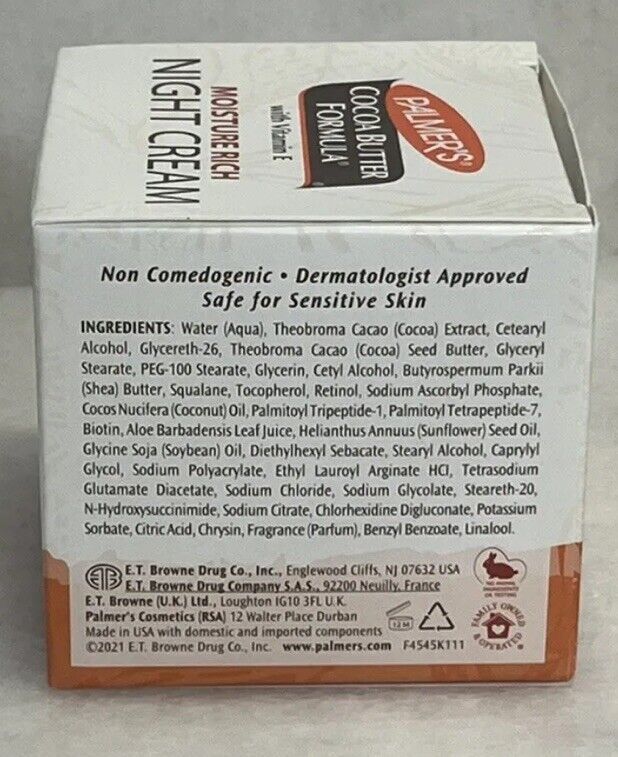 PALMER'S®
COCOA BUTTER
FORMULA®
with Vitamin E
MOISTURE RICH
NIGHT CREAM
Non Comedogenic • Dermatologist Approved
Safe for Sensitive Skin
INGREDIENTS: Water (Aqua), Theobroma Cacao (Cocoa) Extract, Cetearyl
Alcohol, Glycereth-26, Theobroma Cacao (Cocoa) Seed Butter, Glyceryl
Stearate, PEG-100 Stearate, Glycerin, Cetyl Alcohol, Butyrospermum Parkii
(Shea) Butter, Squalane, Tocopherol, Retinol, Sodium Ascorbyl Phosphate,
Cocos Nucifera (Coconut) Oil, Palmitoyl Tripeptide-1, Palmitoyl Tetrapeptide-7,
Biotin, Aloe Barbadensis Leaf Juice, Helianthus Annuus (Sunflower) Seed Oil,
Glycine Soja (Soybean) Oil, Diethylhexyl Sebacate, Stearyl Alcohol, Caprylyl
Glycol, Sodium Polyacrylate, Ethyl Lauroyl Arginate HCl, Tetrasodium
Glutamate Diacetate, Sodium Chloride, Sodium Glycolate, Steareth-20,
N-Hydroxysuccinimide, Sodium Citrate, Chlorhexidine Digluconate, Potassium
Sorbate, Citric Acid, Chrysin, Fragrance (Parfum), Benzyl Benzoate, Linalool.
ETB E.T. Browne Drug Co., Inc., Englewood Cliffs, NJ 07632 USA
E.T. Browne Drug Company S.A.S., 92200 Neuilly, France
E.T. Browne (U.K.) Ltd., Loughton IG10 3FL U.K.
Palmer's Cosmetics (RSA) 12 Walter Place Durban
Made in USA with domestic and imported components
©2021 E.T. Browne Drug Co., Inc. www.palmers.com F4545K111
12 M
NO ANIMAL
INGREDIENTS
OR TESTING
FAMILY OWNED
& OPERATED